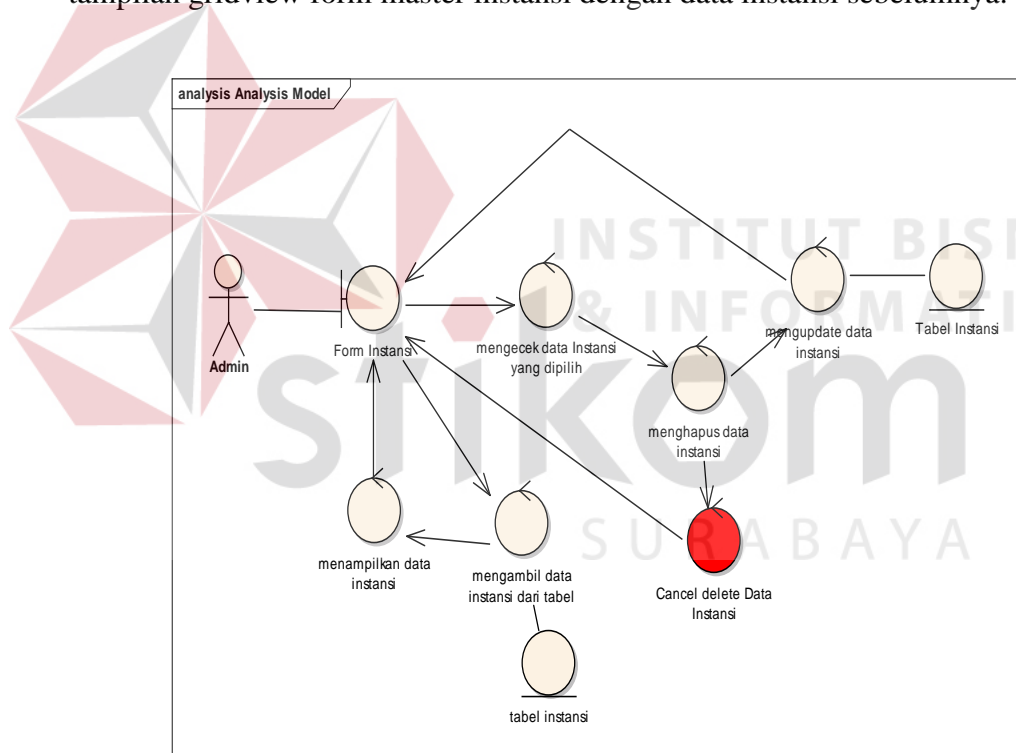 tampilan gridview form master instansi dengan data instansi sebelumnya.
analysis Analysis Model
INSTITUT BISN
& INFORMATI
stikom
SURABAYA
Admin
Form Instansi
mengecek data Instansi
yang dipilih
menghapus data
instansi
mengupdate data
instansi
Tabel Instansi
menampilkan data
instansi
mengambil data
instansi dari tabel
Cancel delete Data
Instansi
tabel instansi